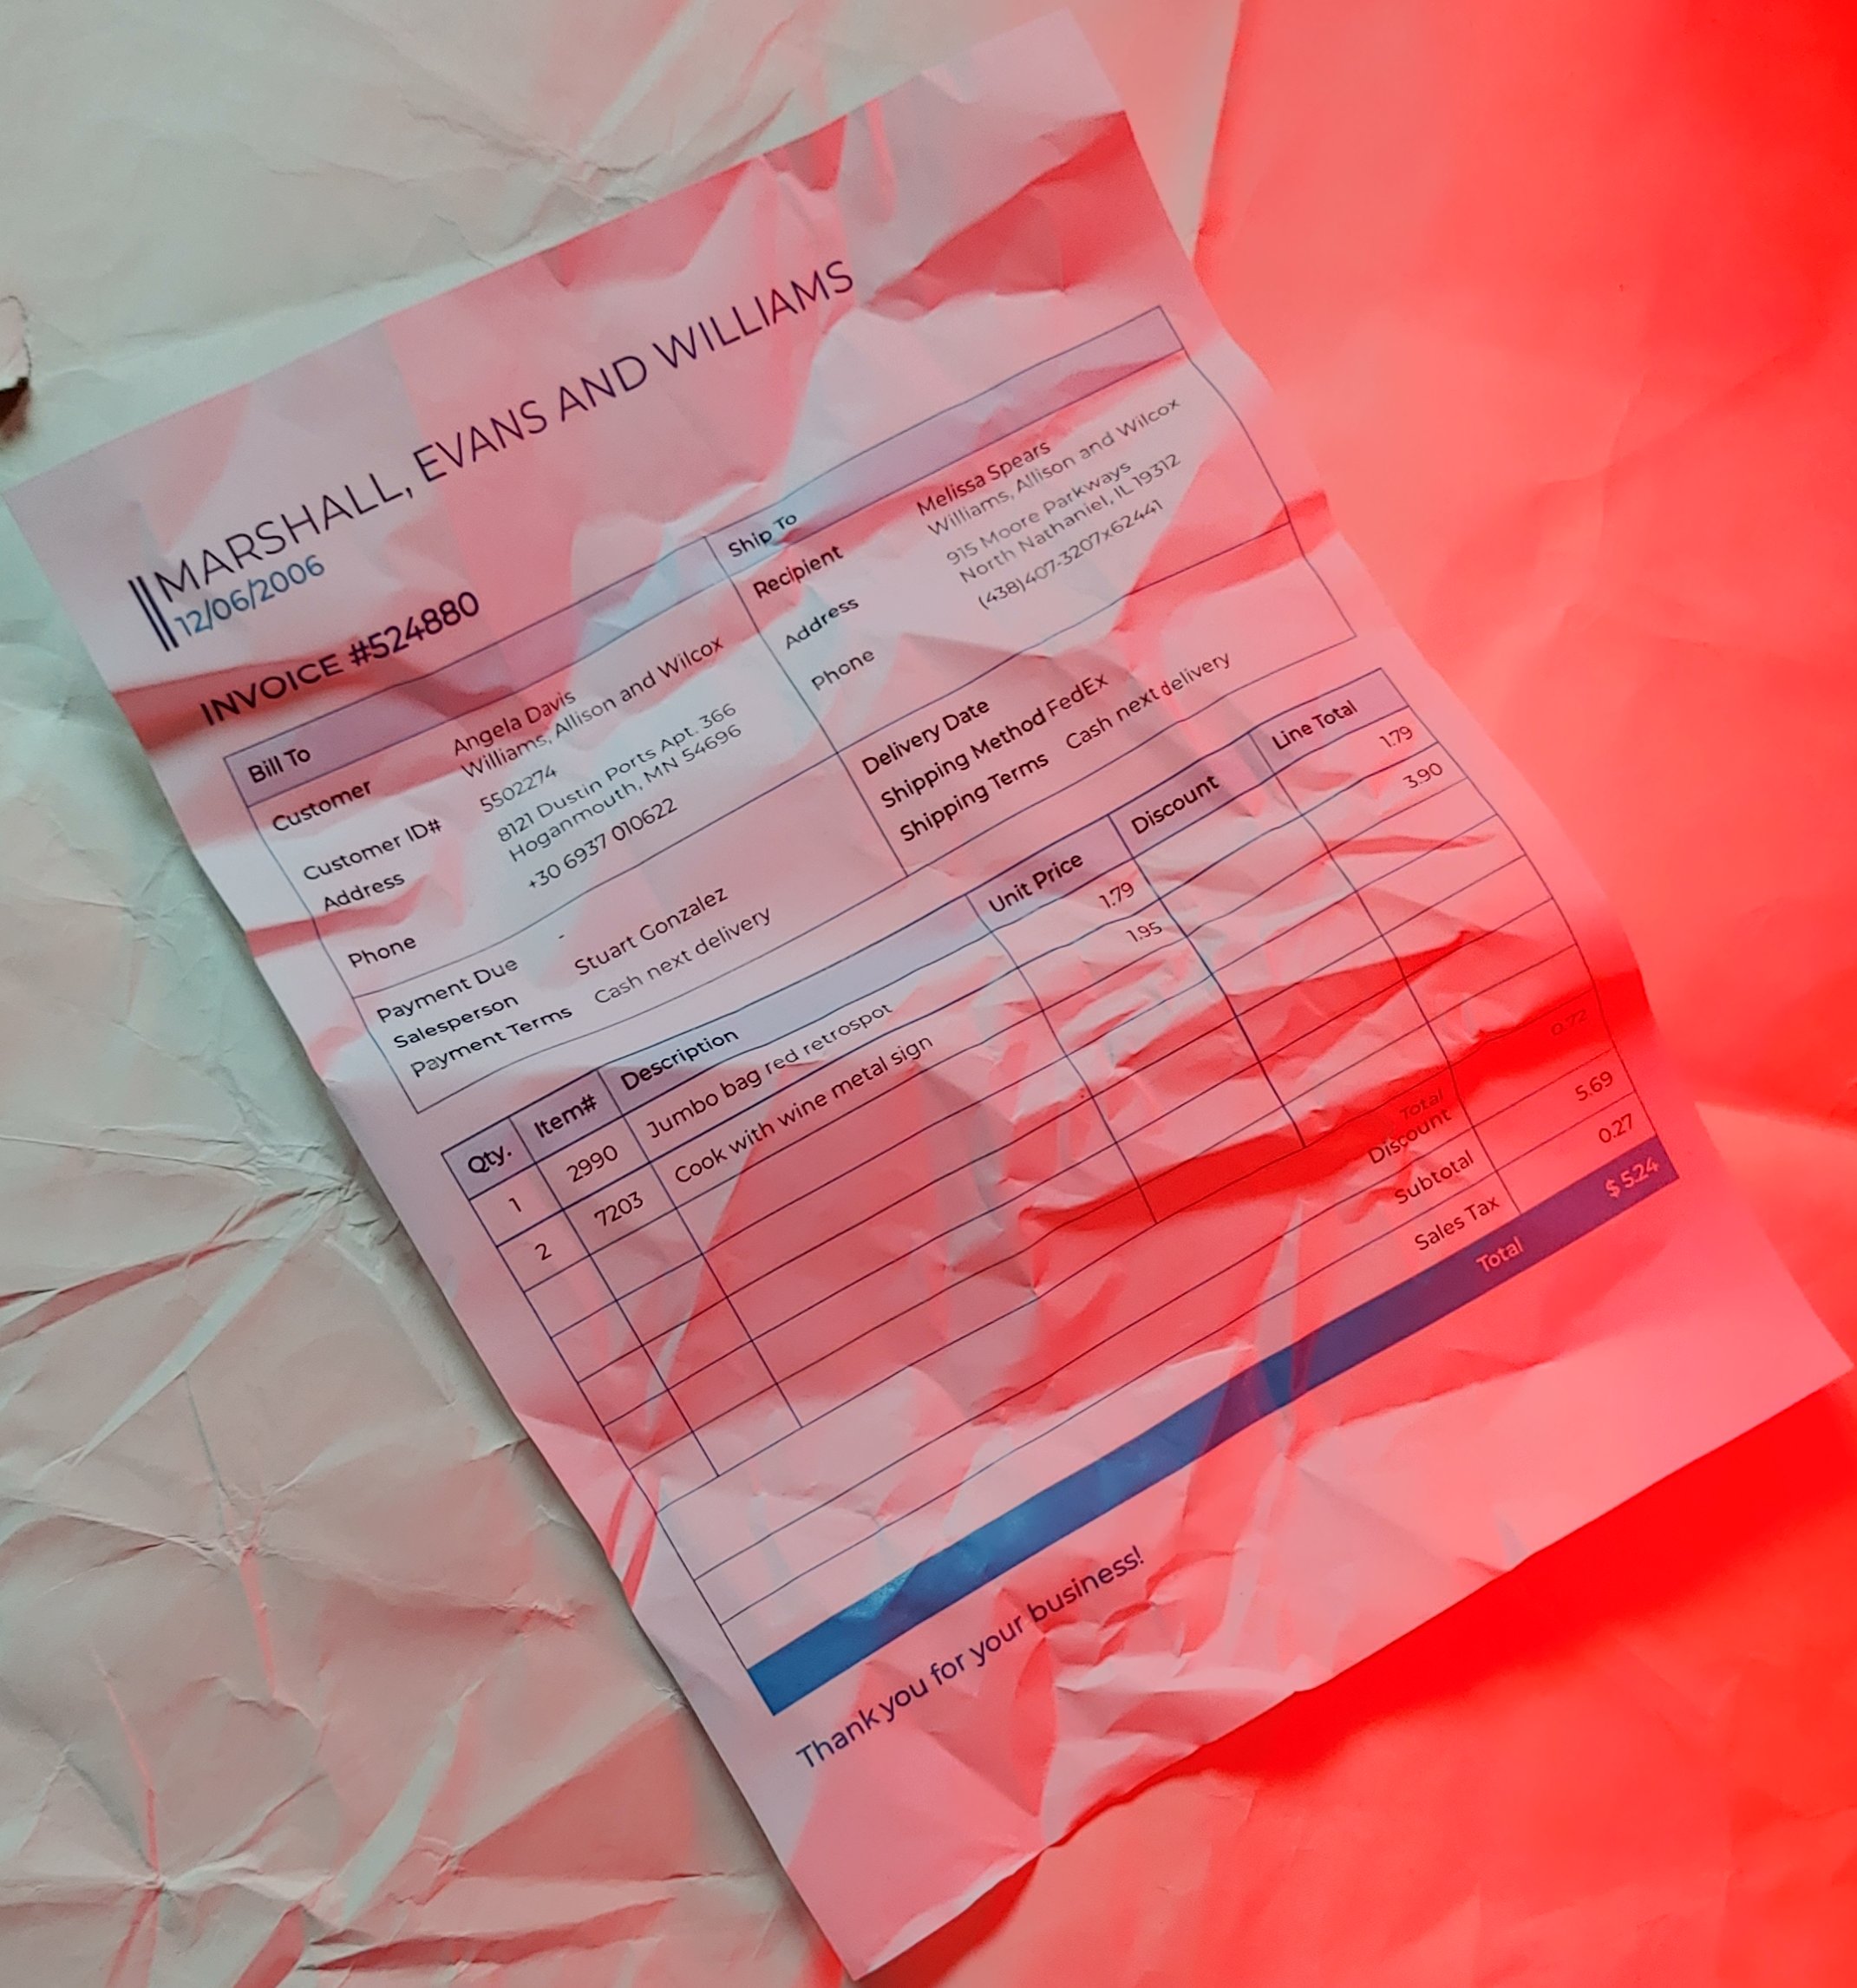 MARSHALL, EVANS AND WILLIAMS
12/06/2006
INVOICE #524880
Bill To
Customer Angela Davis
Williams, Allison and Wilcox
Customer ID# 5502274
Address 8121 Dustin Ports Apt. 366
Hoganmouth, MN 54696
Phone +30 6937 010622
Ship To
Recipient Melissa Spears
Williams, Allison and Wilcox
Address 915 Moore Parkways
North Nathaniel, IL 19312
Phone (438)407-3207x62441
Payment Due -
Salesperson Stuart Gonzalez
Payment Terms Cash next delivery
Delivery Date
Shipping Method FedEx
Shipping Terms Cash next delivery
Qty. Item# Description Unit Price Discount Line Total
1 2990 Jumbo bag red retrospot 1.79 1.79
2 7203 Cook with wine metal sign 1.95 3.90
Total
Discount 0.72
Subtotal 5.69
Sales Tax 0.27
Total $ 5.24
Thank you for your business!